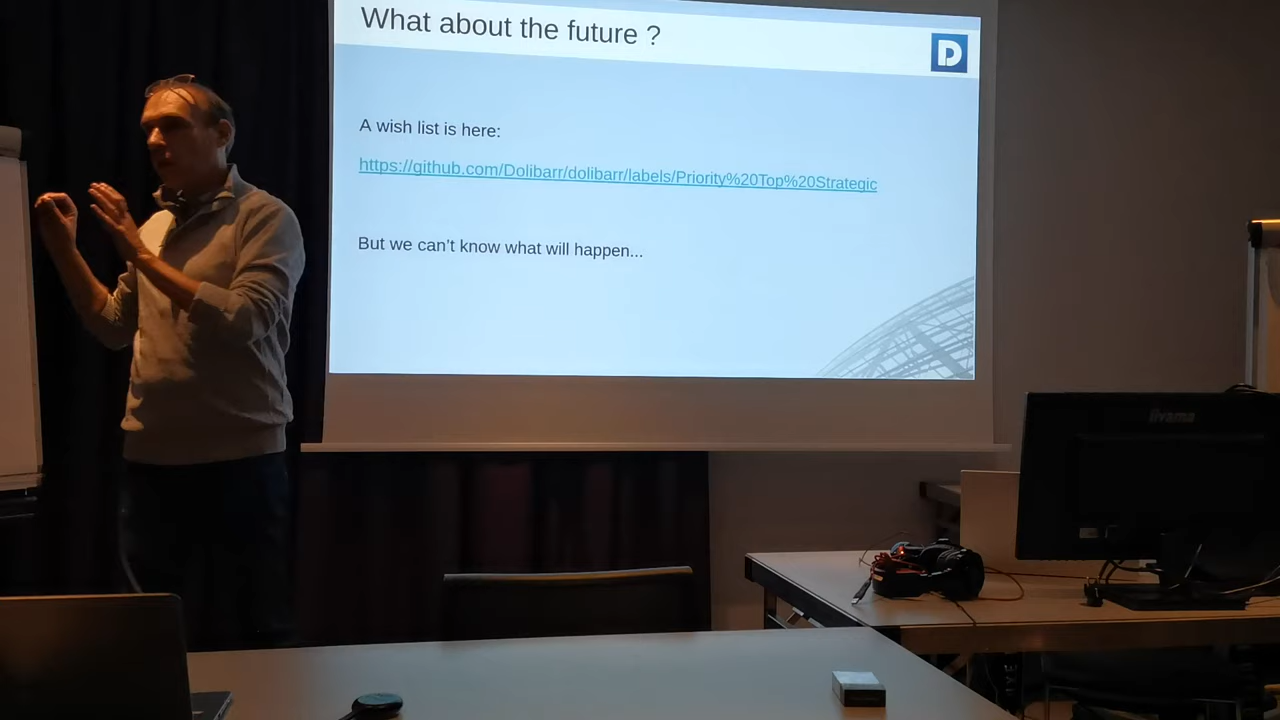 What about the future ?
D
A wish list is here:
https://github.com/Dolibarr/dolibarr/labels/Priority%20Top%20Strategic
But we can't know what will happen...
iiyama